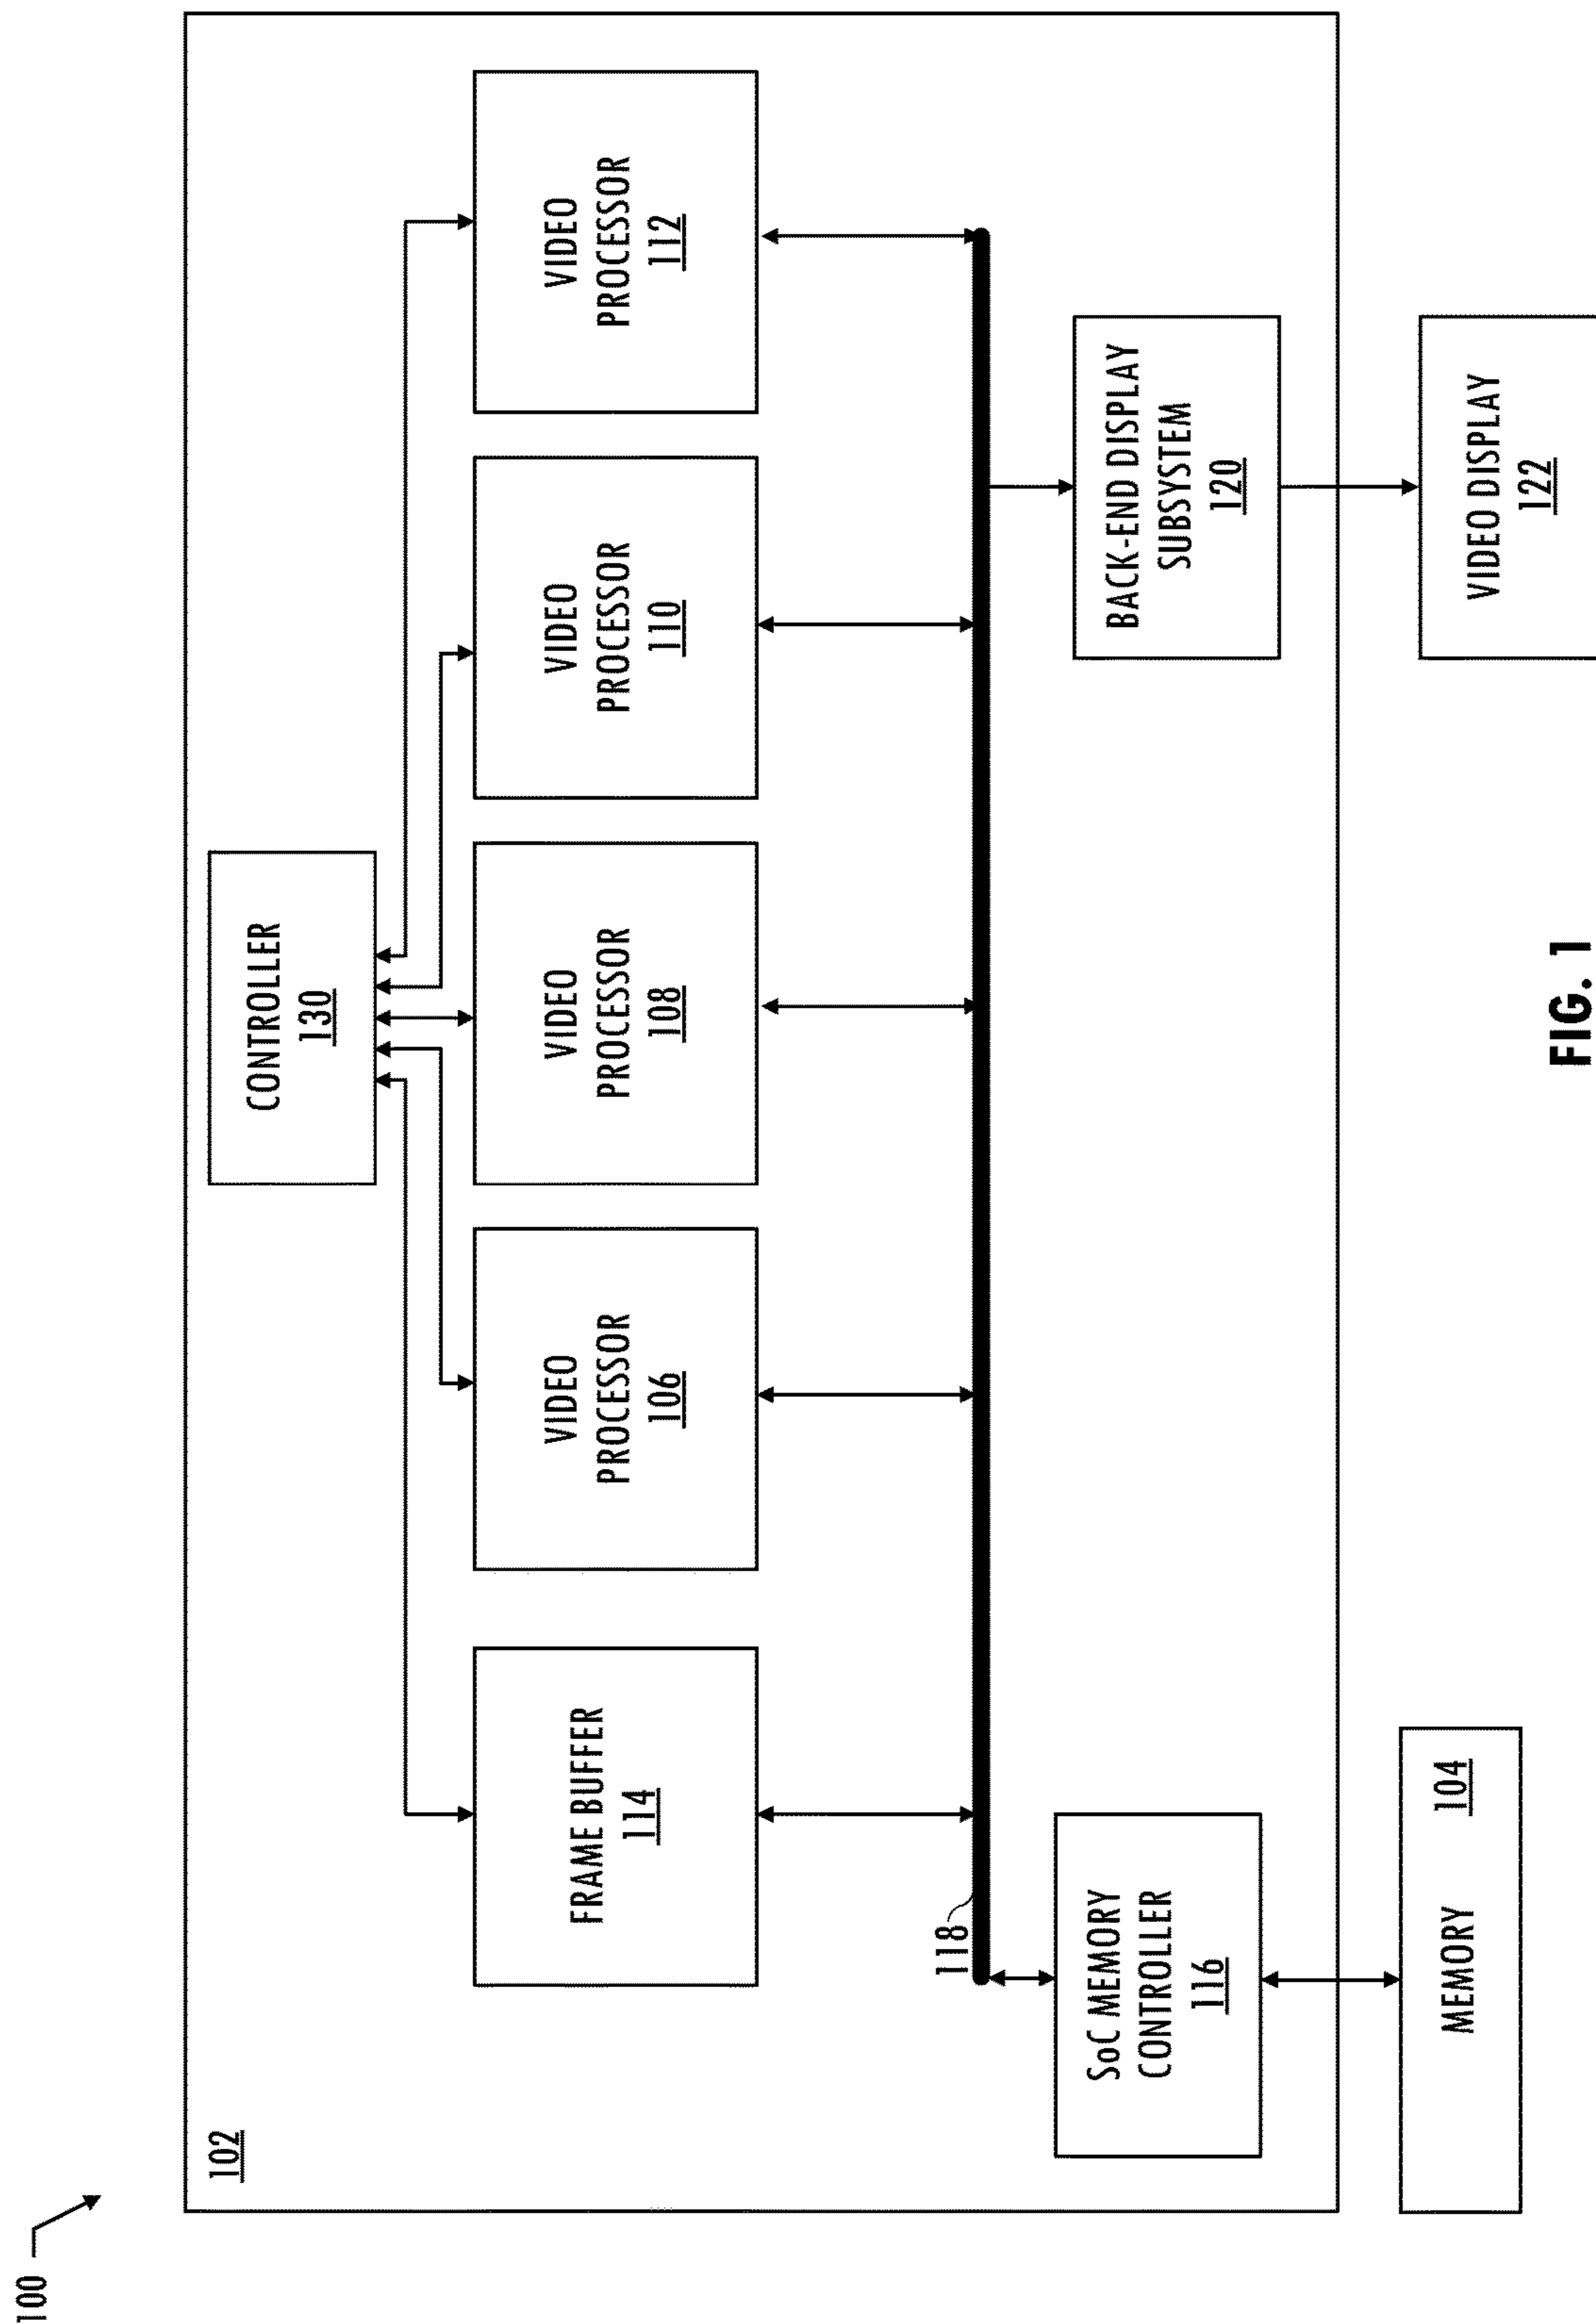 100
102
CONTROLLER
130
FRAME BUFFER
114
VIDEO
PROCESSOR
106
VIDEO
PROCESSOR
108
VIDEO
PROCESSOR
110
VIDEO
PROCESSOR
112
118
SoC MEMORY
CONTROLLER
116
BACK-END DISPLAY
SUBSYSTEM
120
MEMORY
104
VIDEO DISPLAY
122
FIG. 1